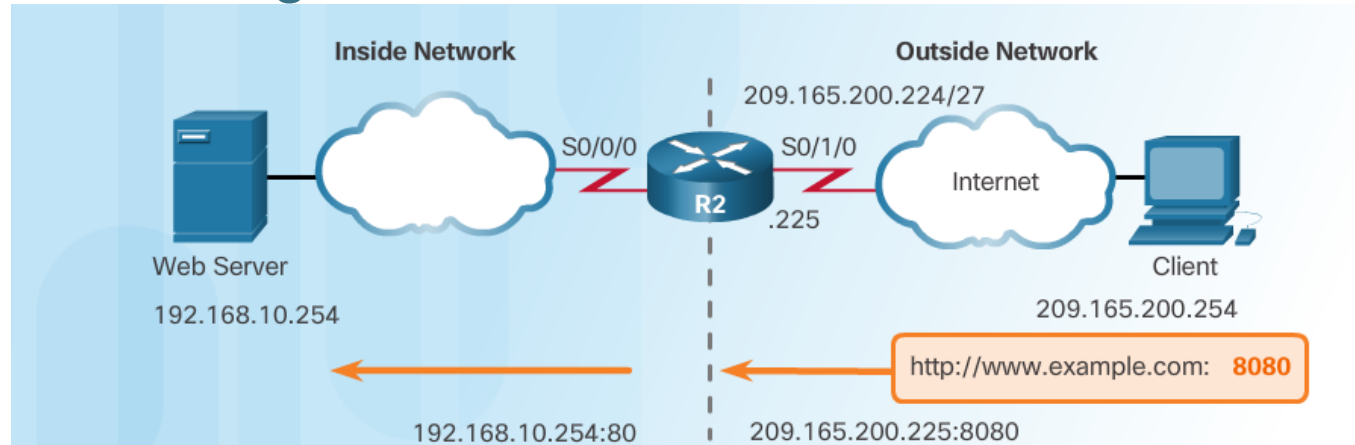 Inside Network
Outside Network
209.165.200.224/27
S0/0/0
S0/1/0
Internet
R2
.225
Web Server
Client
192.168.10.254
209.165.200.254
http://www.example.com: 8080
192.168.10.254:80
209.165.200.225:8080